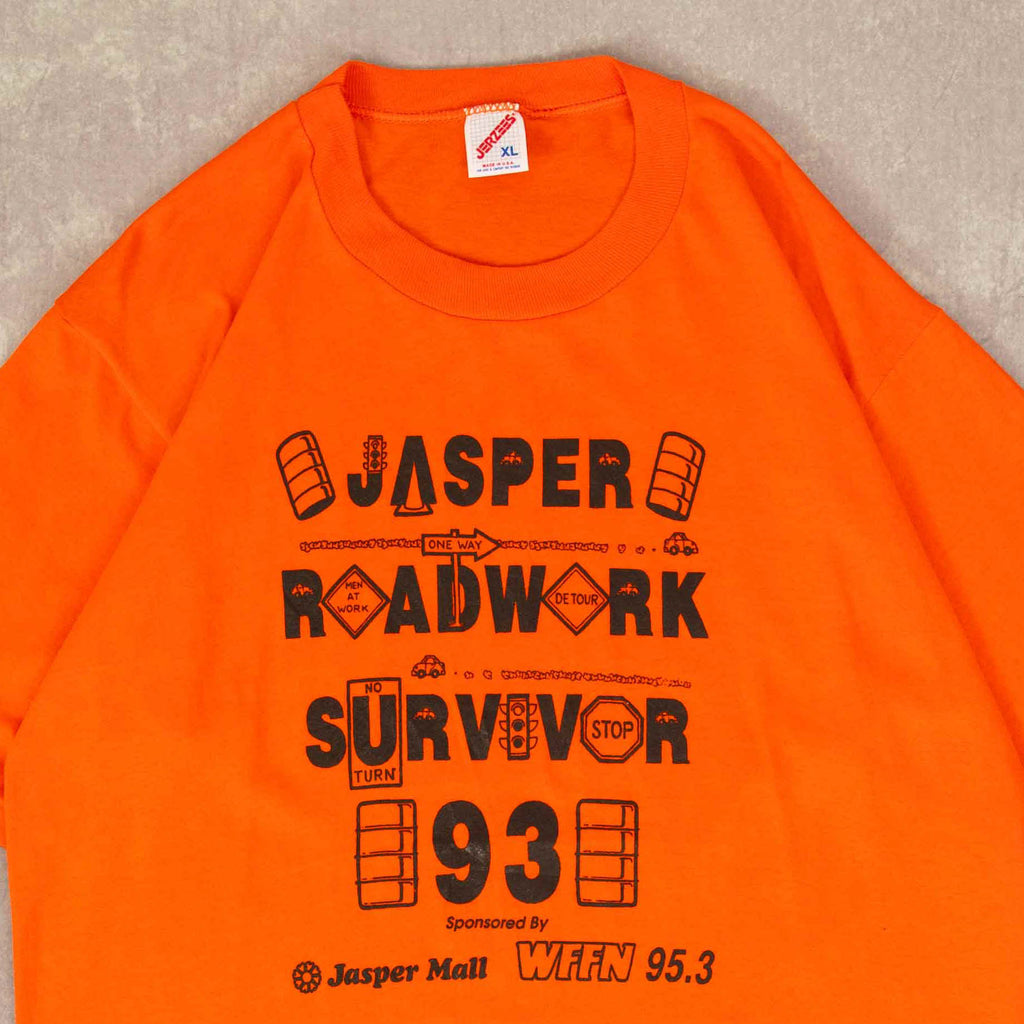 JERZEES
XL
MADE IN U.S.A.
JASPER
ONE WAY
ROADWORK
MEN
AT
WORK
DETOUR
SURVIVOR
NO
TURN
STOP
93
Sponsored By
Jasper Mall WFFN 95.3